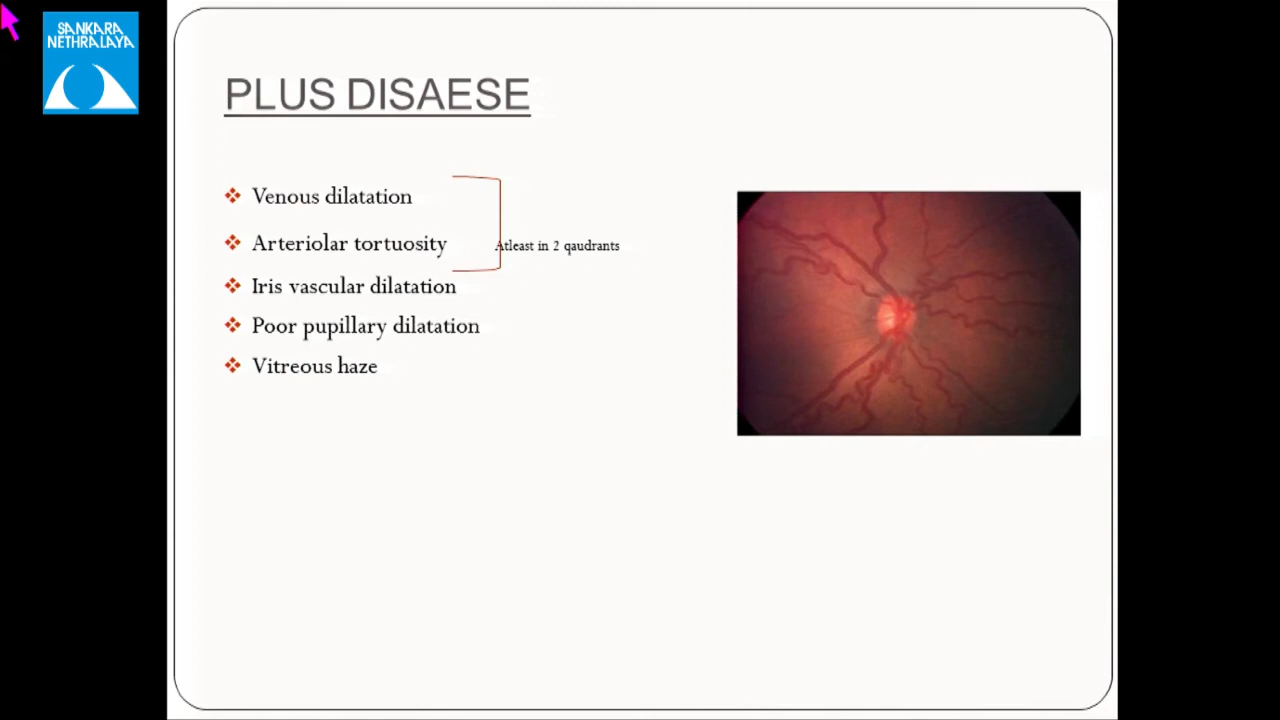 SANKARA
NETHRALAYA
PLUS DISAESE
Venous dilatation
Arteriolar tortuosity
Atleast in 2 qaudrants
Iris vascular dilatation
Poor pupillary dilatation
Vitreous haze